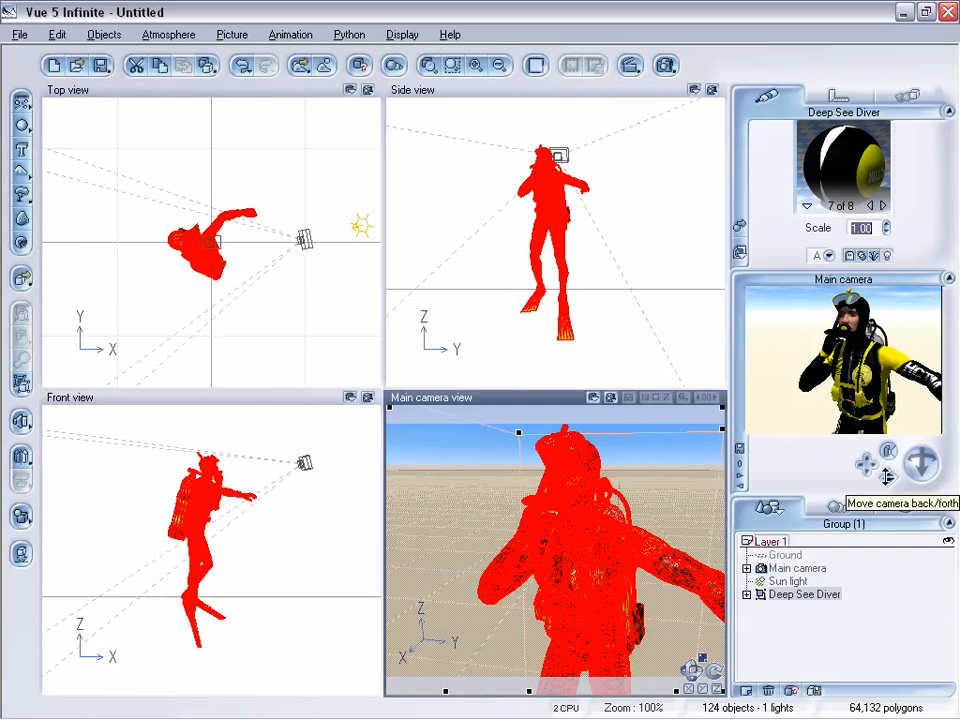 Vue 5 Infinite - Untitled
File Edit Objects Atmosphere Picture Animation Python Display Help
Top view
Side view
Deep See Diver
7 of 8
Scale 1.00
A
Y
X
Z
Y
Main camera
Front view
Main camera view
Move camera back/forth
Group (1)
Layer 1
Ground
Main camera
Sun light
Deep See Diver
Z
X
Z
Y
X
2 CPU Zoom : 100% 124 objects - 1 lights 64,132 polygons